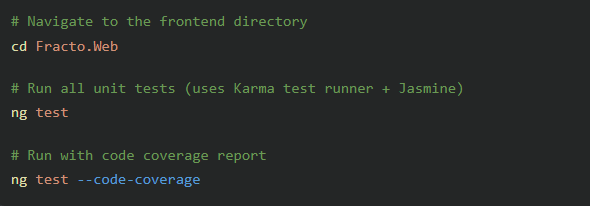 # Navigate to the frontend directory
cd Fracto.Web
# Run all unit tests (uses Karma test runner + Jasmine)
ng test
# Run with code coverage report
ng test --code-coverage